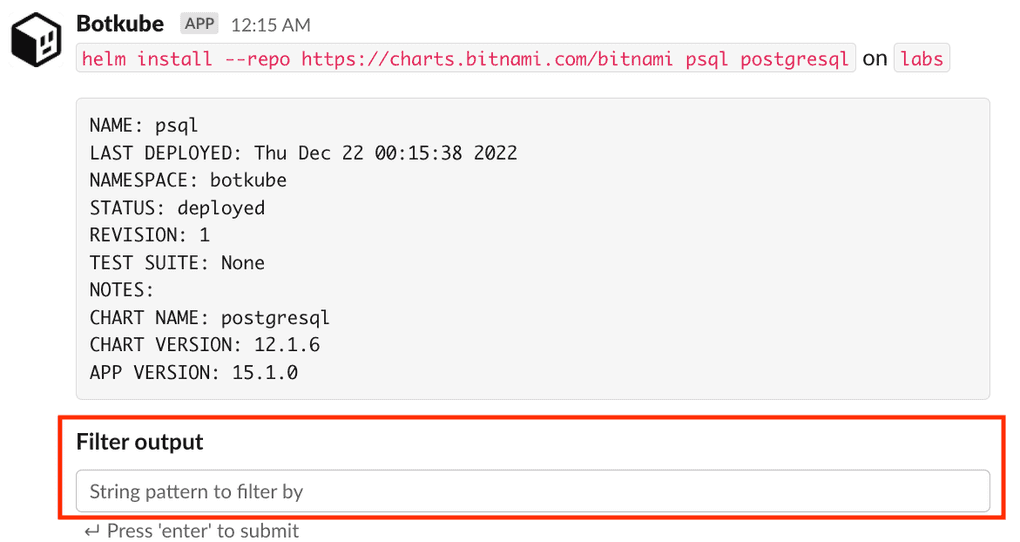 Botkube APP 12:15 AM
helm install --repo https://charts.bitnami.com/bitnami psql postgresql on labs
NAME: psql
LAST DEPLOYED: Thu Dec 22 00:15:38 2022
NAMESPACE: botkube
STATUS: deployed
REVISION: 1
TEST SUITE: None
NOTES:
CHART NAME: postgresql
CHART VERSION: 12.1.6
APP VERSION: 15.1.0
Filter output
String pattern to filter by
↵ Press 'enter' to submit